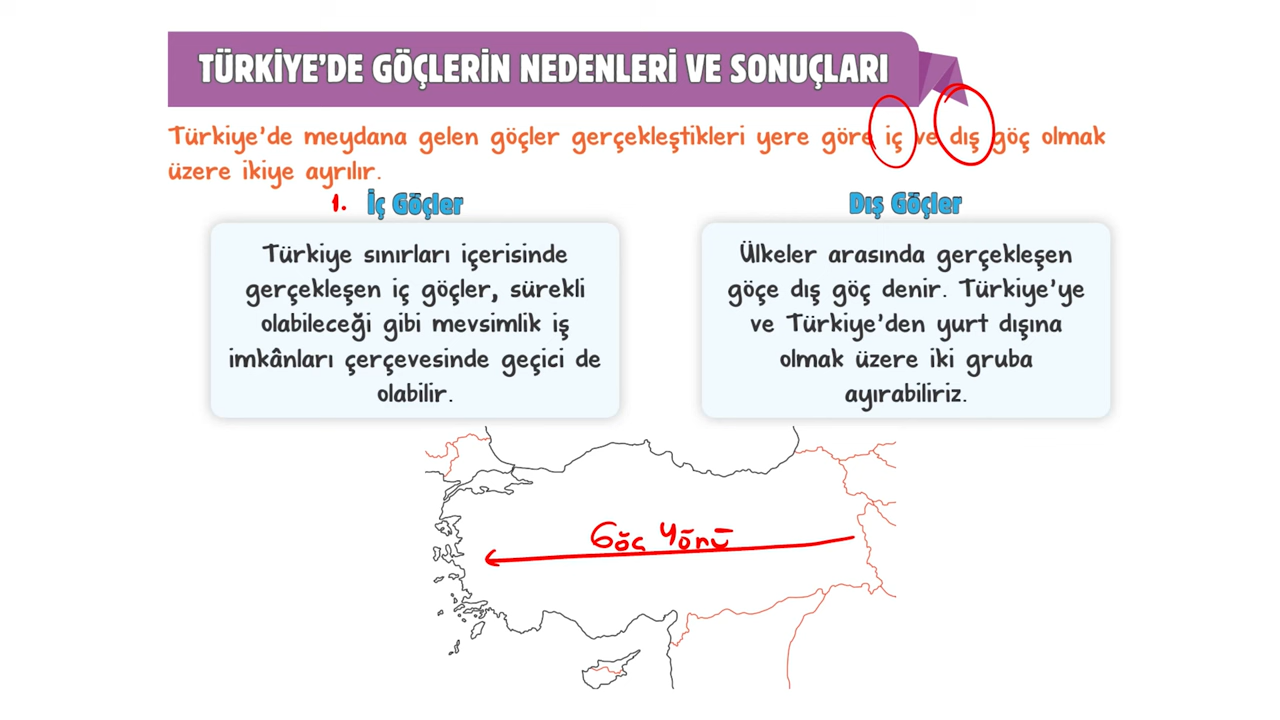 TÜRKİYE'DE GÖÇLERİN NEDENLERİ VE SONUÇLARI
Türkiye'de meydana gelen göçler gerçekleştikleri yere göre iç ve dış göç olmak
üzere ikiye ayrılır.
1. İç Göçler
Türkiye sınırları içerisinde
gerçekleşen iç göçler, sürekli
olabileceği gibi mevsimlik iş
imkânları çerçevesinde geçici de
olabilir.
Dış Göçler
Ülkeler arasında gerçekleşen
göçe dış göç denir. Türkiye'ye
ve Türkiye'den yurt dışına
olmak üzere iki gruba
ayırabiliriz.
Göç Yönü